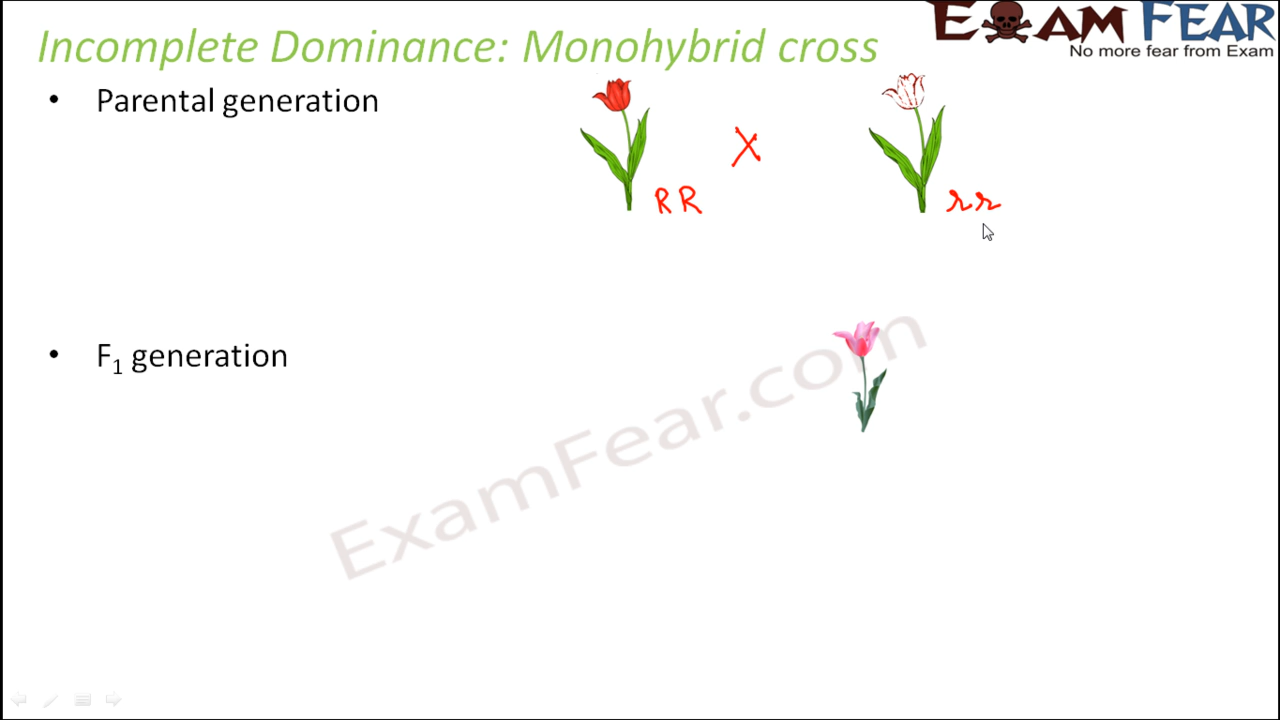 Incomplete Dominance: Monohybrid cross
EXAM FEAR
No more fear from Exam
• Parental generation
X
RR
rr
• F₁ generation
ExamFear.com